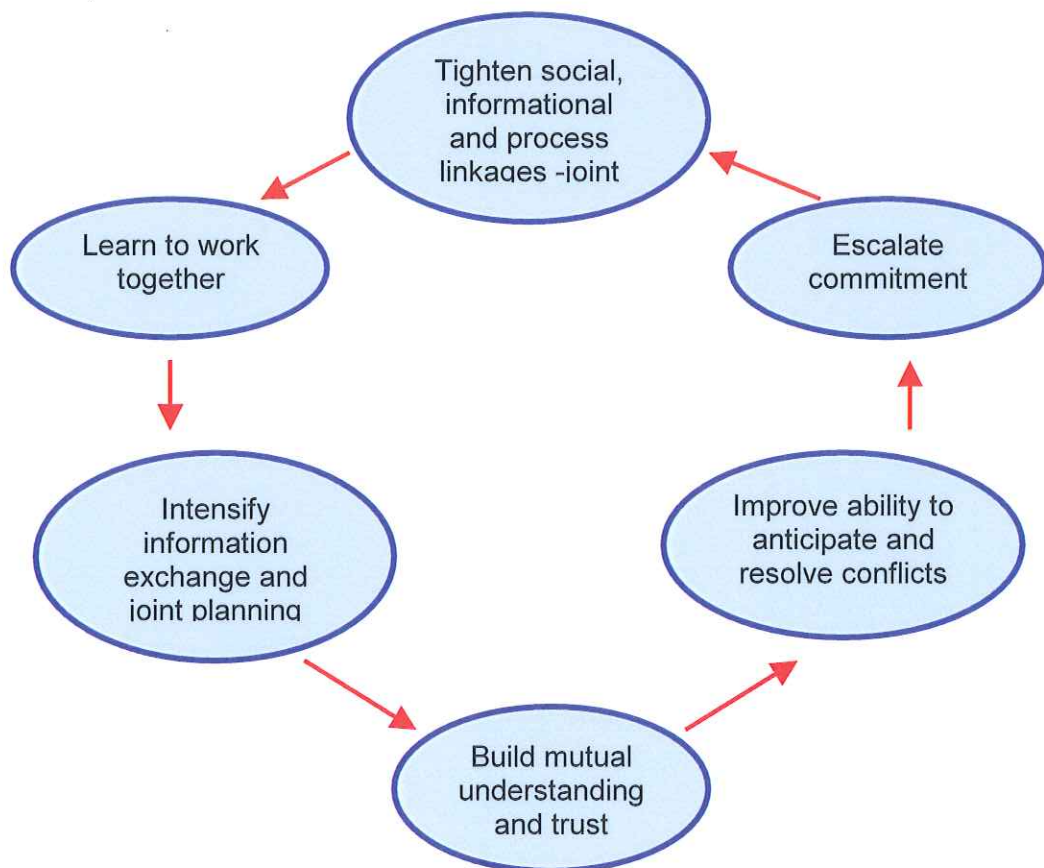 Tighten social,
informational
and process
linkages -joint
Learn to work
together
Intensify
information
exchange and
joint planning
Build mutual
understanding
and trust
Improve ability to
anticipate and
resolve conflicts
Escalate
commitment